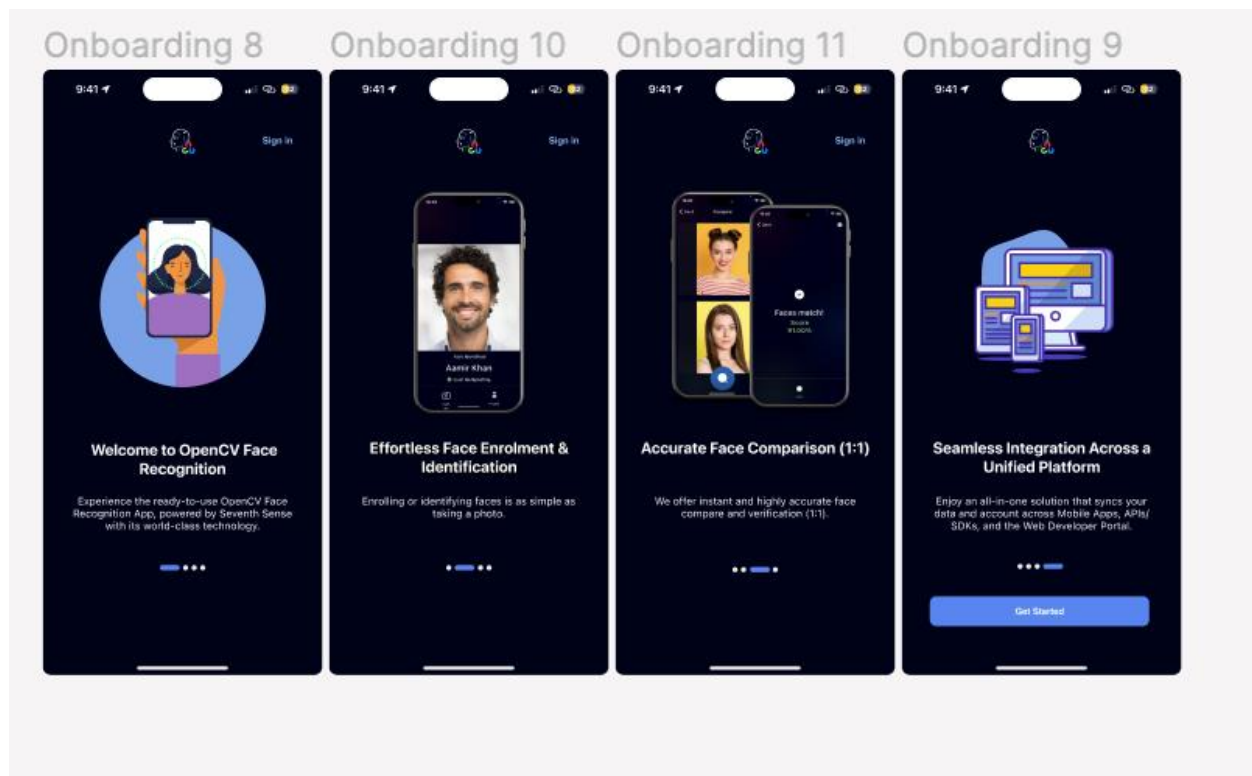 Onboarding 8
9:41
Sign in
Welcome to OpenCV Face
Recognition
Experience the ready-to-use OpenCV Face
Recognition App, powered by Seventh Sense
with its world-class technology.
Onboarding 10
9:41
Sign in
Aamir Khan
Effortless Face Enrolment &
Identification
Enrolling or identifying faces is as simple as
taking a photo.
Onboarding 11
9:41
Sign in
Faces match!
Score
Accurate Face Comparison (1:1)
We offer instant and highly accurate face
compare and verification (1:1).
Onboarding 9
9:41
Seamless Integration Across a
Unified Platform
Enjoy an all-in-one solution that syncs your
data and account across Mobile Apps, APIs/
SDKs, and the Web Developer Portal.
Get Started